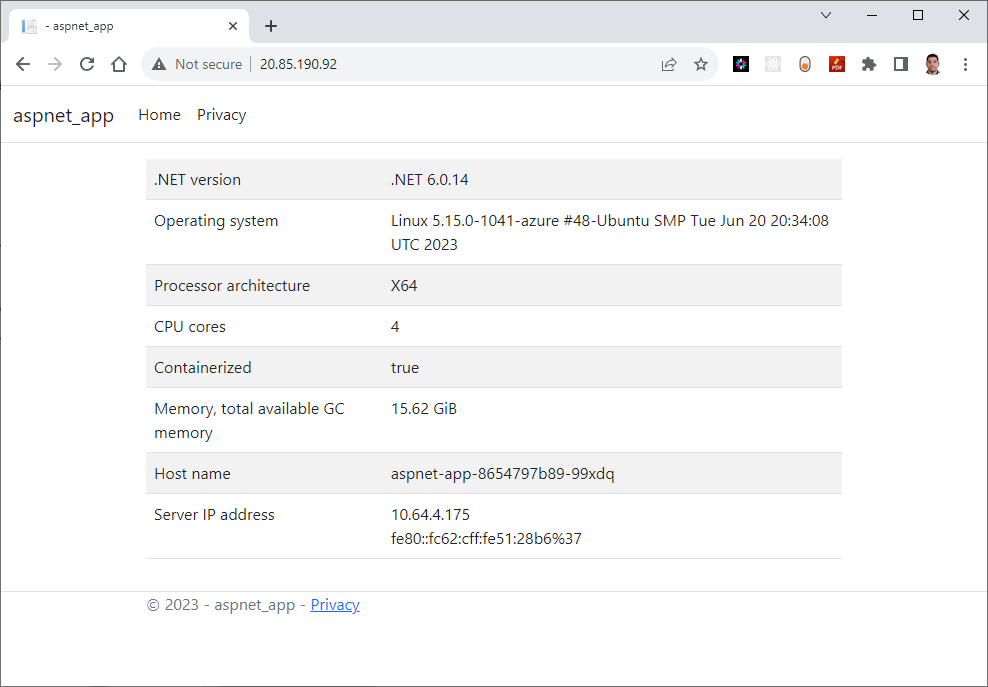 - aspnet_app
Not secure 20.85.190.92
PDF
aspnet_app Home Privacy
.NET version .NET 6.0.14
Operating system Linux 5.15.0-1041-azure #48-Ubuntu SMP Tue Jun 20 20:34:08
UTC 2023
Processor architecture X64
CPU cores 4
Containerized true
Memory, total available GC 15.62 GiB
memory
Host name aspnet-app-8654797b89-99xdq
Server IP address 10.64.4.175
fe80::fc62:cff:fe51:28b6%37
© 2023 - aspnet_app - Privacy